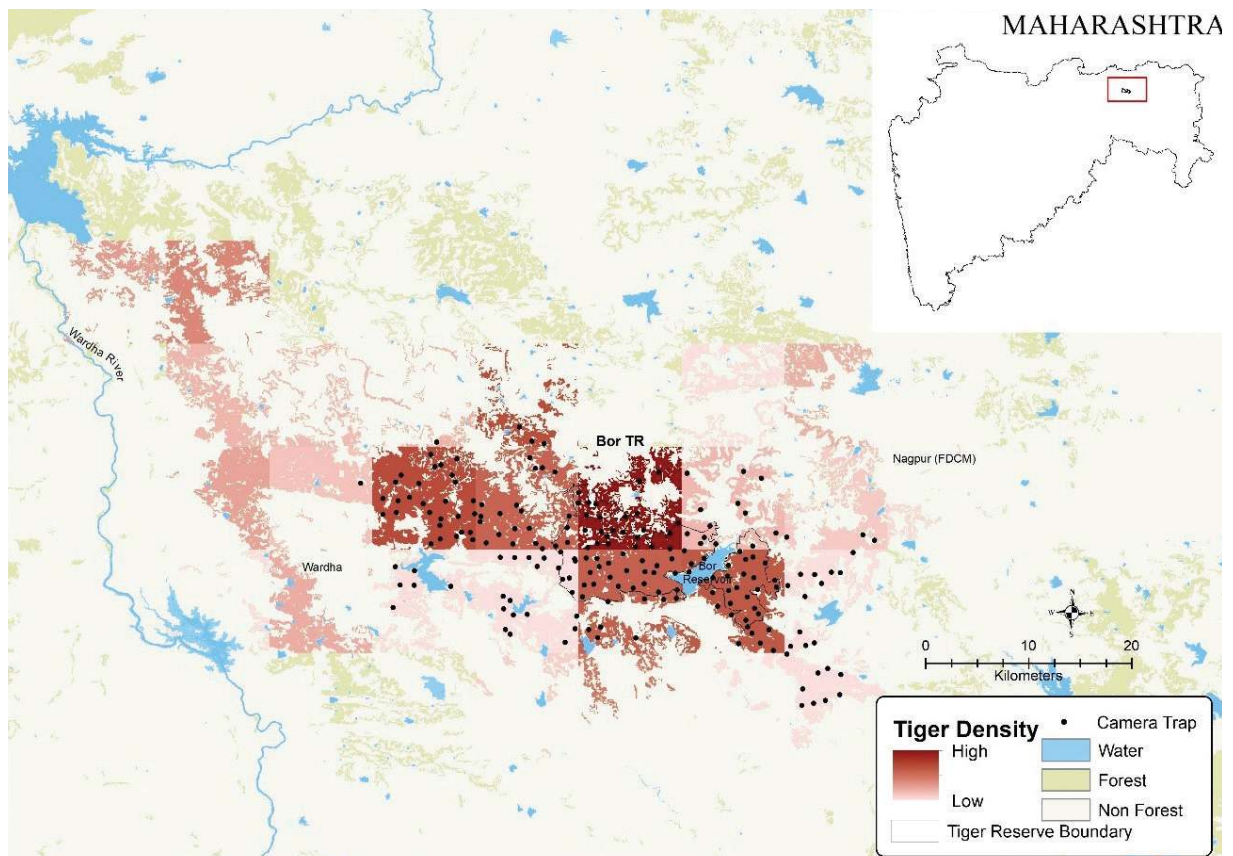 MAHARASHTRA
Wardha River
Bor TR
Nagpur (FDCM)
Wardha
Bor
Reservoir
N
W
E
S
0
10
20
Kilometers
Tiger Density
High
Low
Tiger Reserve Boundary
Camera Trap
Water
Forest
Non Forest